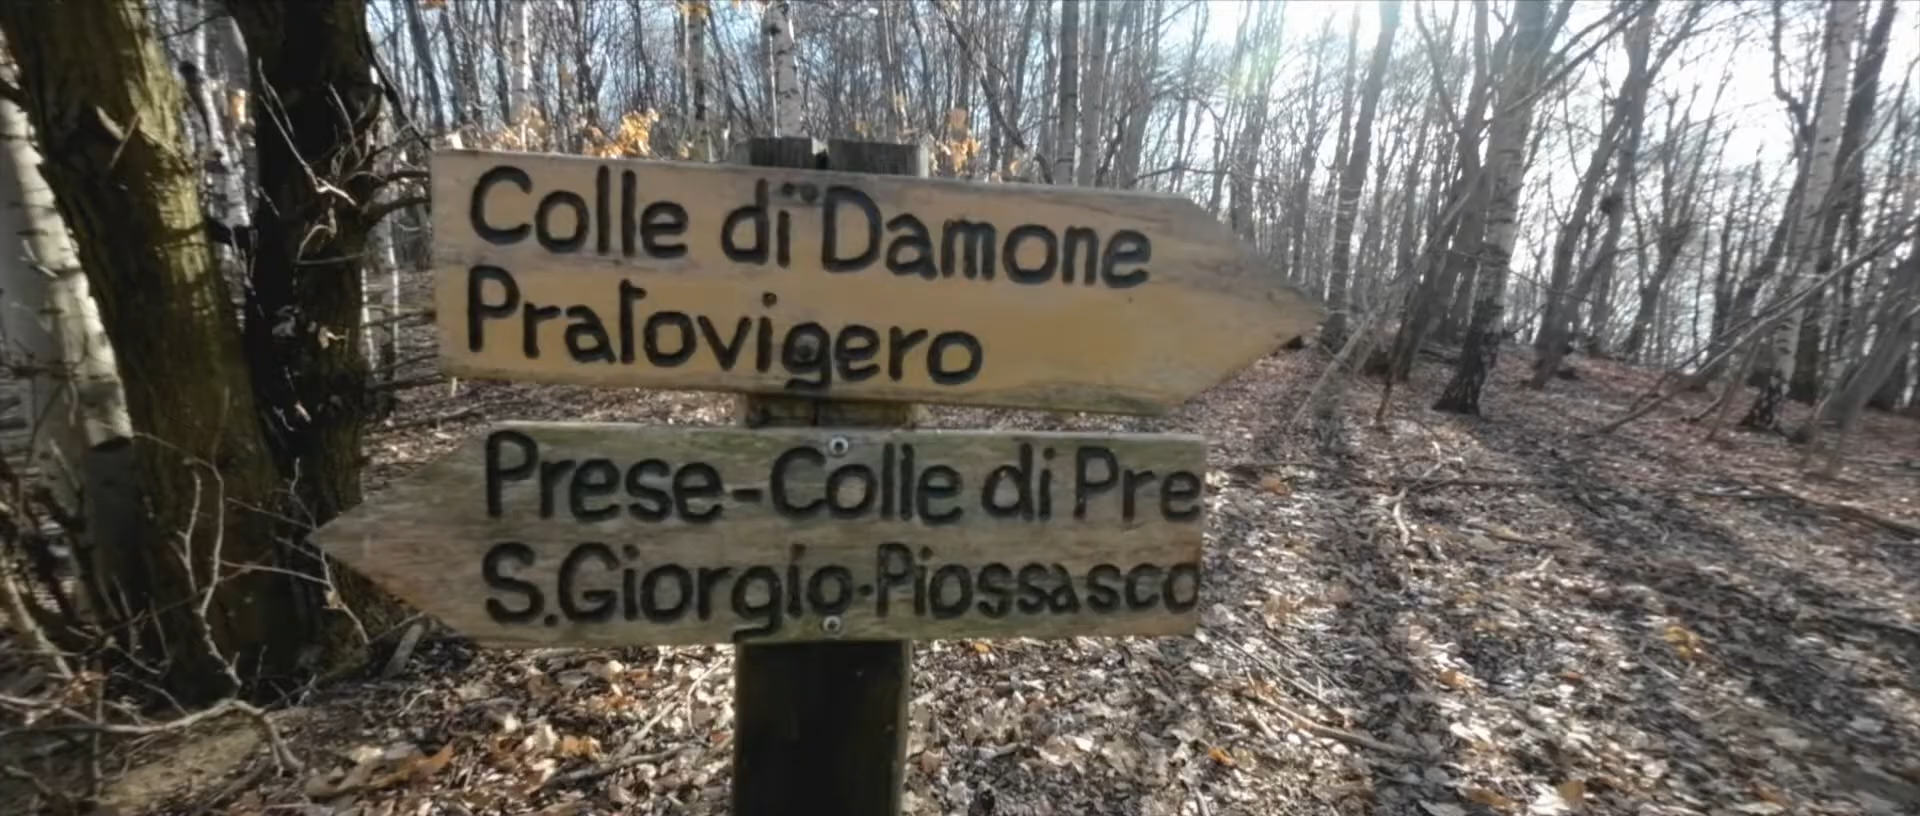 Colle di Damone
Pratovigero
Prese-Colle di Pre
S.Giorgio-Piossasco